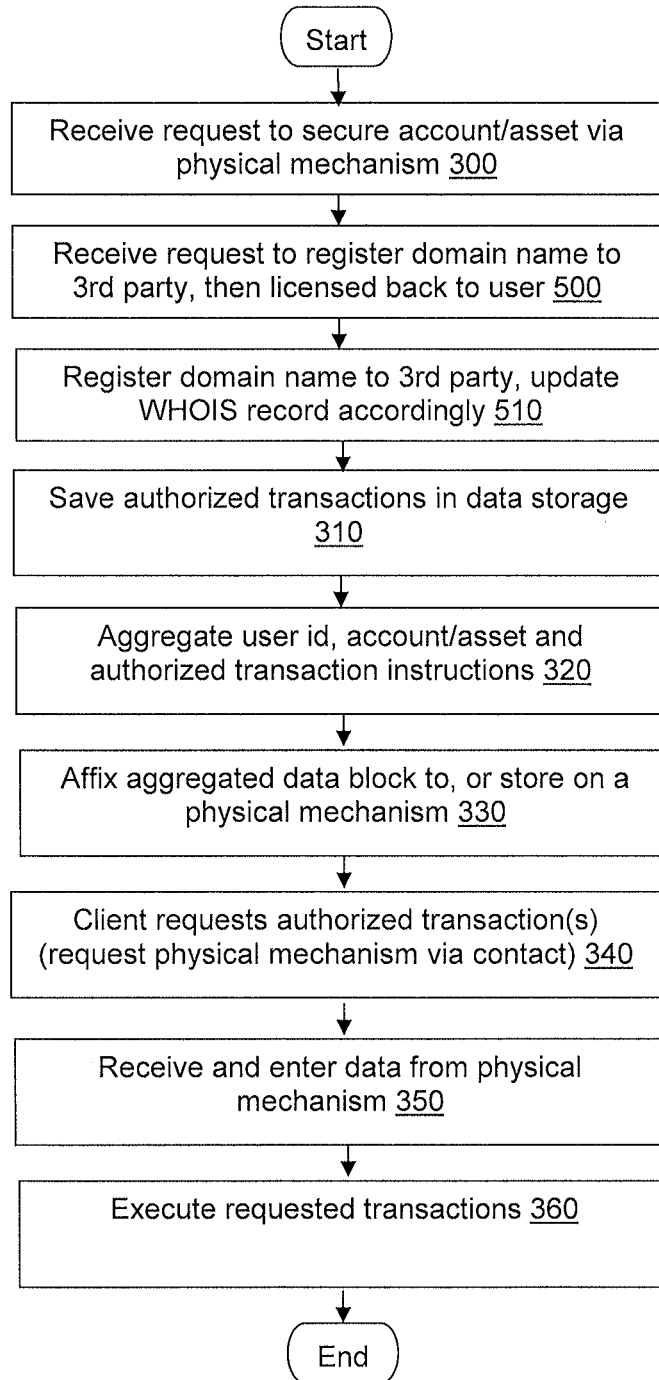 Start
Receive request to secure account/asset via
physical mechanism 300
Receive request to register domain name to
3rd party, then licensed back to user 500
Register domain name to 3rd party, update
WHOIS record accordingly 510
Save authorized transactions in data storage
310
Aggregate user id, account/asset and
authorized transaction instructions 320
Affix aggregated data block to, or store on a
physical mechanism 330
Client requests authorized transaction(s)
(request physical mechanism via contact) 340
Receive and enter data from physical
mechanism 350
Execute requested transactions 360
End